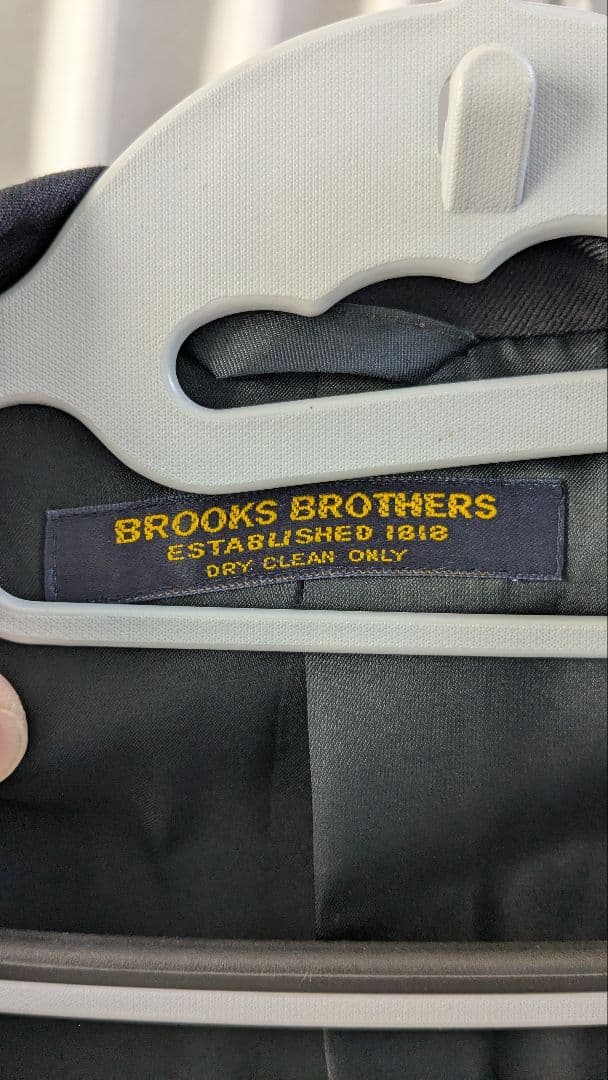 BROOKS BROTHERS
ESTABLISHED 1818
DRY CLEAN ONLY